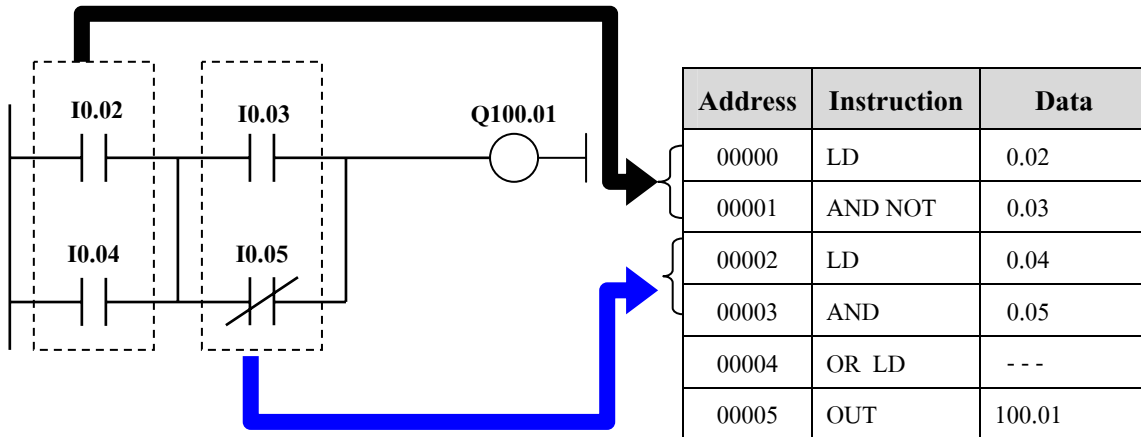 I0.02
I0.03
Q100.01
I0.04
I0.05
Address Instruction Data
00000 LD 0.02
00001 AND NOT 0.03
00002 LD 0.04
00003 AND 0.05
00004 OR LD - - -
00005 OUT 100.01